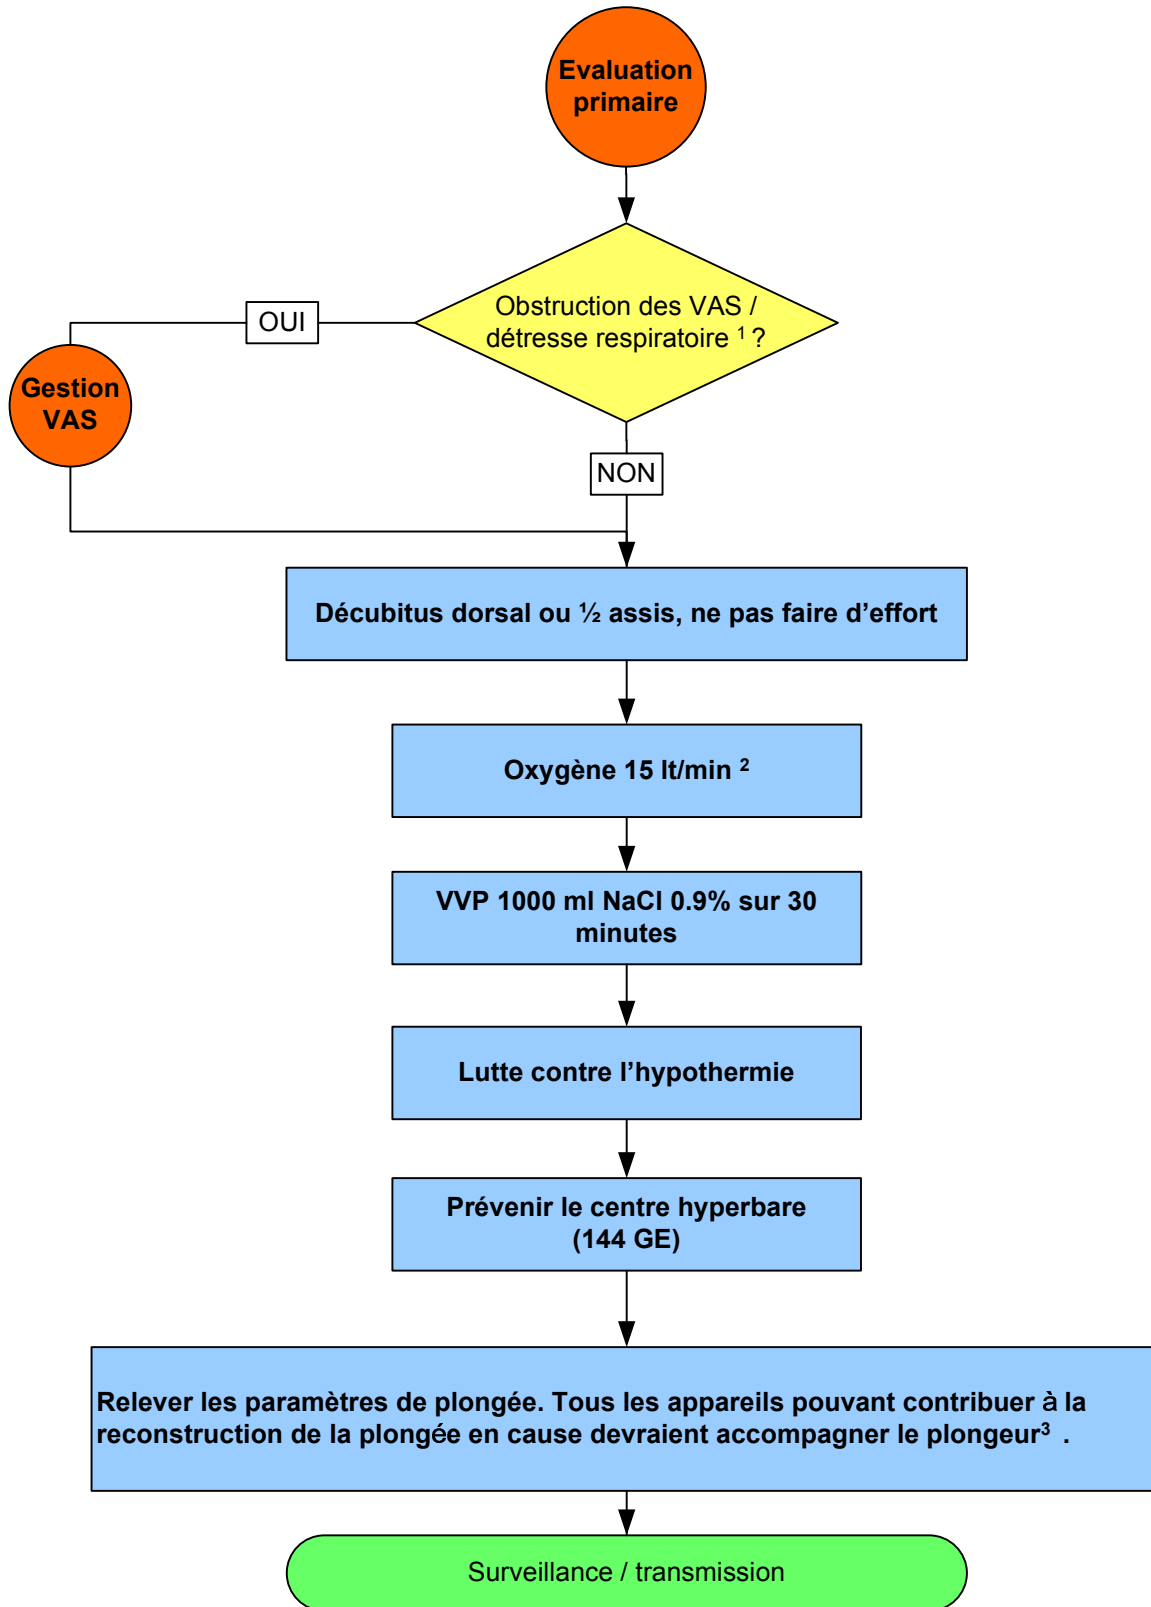 Evaluation
primaire
Obstruction des VAS /
détresse respiratoire ¹ ?
OUI
Gestion
VAS
NON
Décubitus dorsal ou ½ assis, ne pas faire d’effort
Oxygène 15 lt/min ²
VVP 1000 ml NaCl 0.9% sur 30
minutes
Lutte contre l’hypothermie
Prévenir le centre hyperbare
(144 GE)
Relever les paramètres de plongée. Tous les appareils pouvant contribuer à la
reconstruction de la plongée en cause devraient accompagner le plongeur³ .
Surveillance / transmission